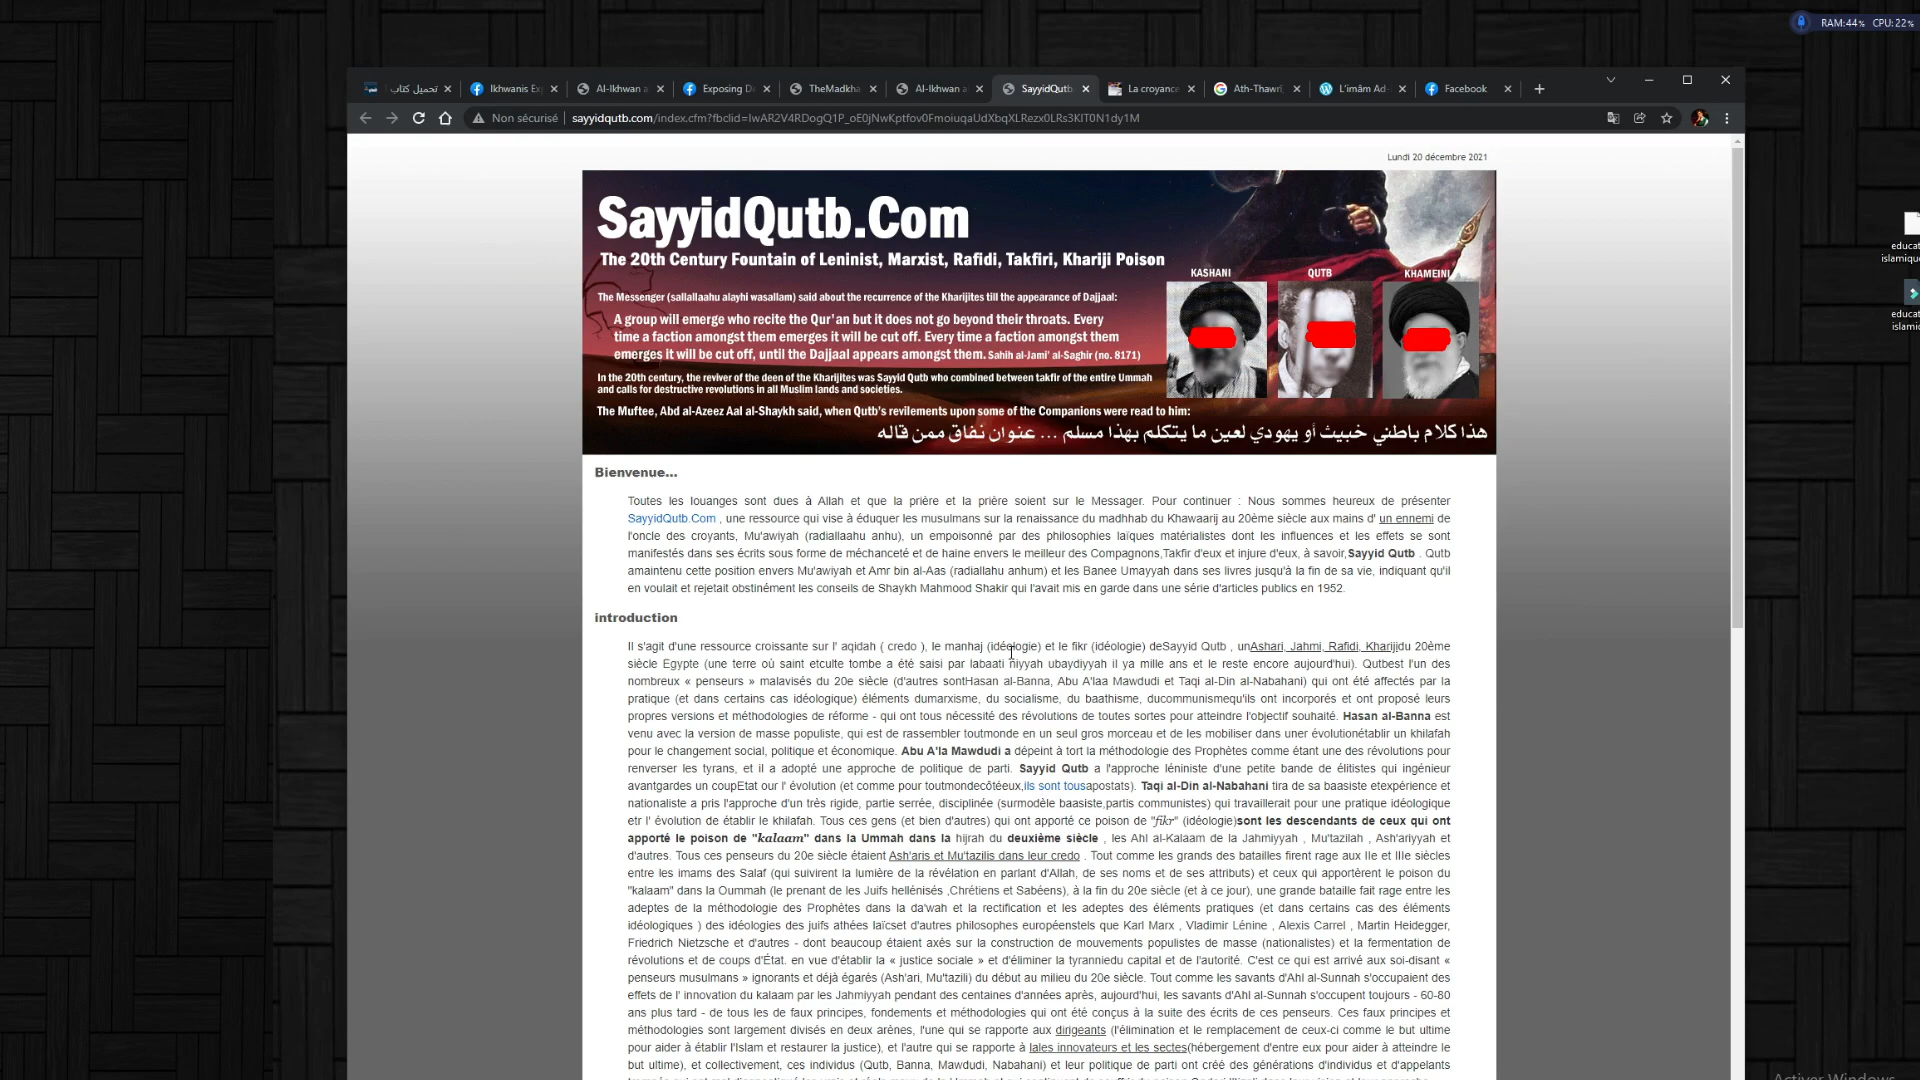 RAM:44% CPU:22%
تحميل كتاب
Ikhwanis Ex
Al-Ikhwan a
Exposing D
TheMadkha
Al-Ikhwan a
SayyidQutb
La croyance
Ath-Thawri,
L'imâm Ad
Facebook
Non sécurisé
sayyidqutb.com/index.cfm?fbclid=IwAR2V4RDogQ1P_oE0jNwKptfov0FmoiuqaUdXbqXLRezx0LRs3KIT0N1dy1M
Lundi 20 décembre 2021
SayyidQutb.Com
The 20th Century Fountain of Leninist, Marxist, Rafidi, Takfiri, Khariji Poison
KASHANI QUTB KHAMEINI
The Messenger (sallallaahu alayhi wasallam) said about the recurrence of the Kharijites till the appearance of Dajjaal:
A group will emerge who recite the Qur'an but it does not go beyond their throats. Every
time a faction amongst them emerges it will be cut off. Every time a faction amongst them
emerges it will be cut off, until the Dajjaal appears amongst them. Sahih al-Jami' al-Saghir (no. 8171)
In the 20th century, the reviver of the deen of the Kharijites was Sayyid Qutb who combined between takfir of the entire Ummah
and calls for destructive revolutions in all Muslim lands and societies.
The Muftee, Abd al-Azeez Aal al-Shaykh said, when Qutb's revilements upon some of the Companions were read to him:
هذا كلام باطني خبيث أو يهودي لعين ما يتكلم بهذا مسلم ... عنوان نفاق ممن قاله
Bienvenue...
Toutes les louanges sont dues à Allah et que la prière et la prière soient sur le Messager. Pour continuer : Nous sommes heureux de présenter
SayyidQutb.Com , une ressource qui vise à éduquer les musulmans sur la renaissance du madhhab du Khawaarij au 20ème siècle aux mains d' un ennemi de
l'oncle des croyants, Mu'awiyah (radiallaahu anhu), un empoisonné par des philosophies laïques matérialistes dont les influences et les effets se sont
manifestés dans ses écrits sous forme de méchanceté et de haine envers le meilleur des Compagnons,Takfir d'eux et injure d'eux, à savoir,Sayyid Qutb . Qutb
amaintenu cette position envers Mu'awiyah et Amr bin al-Aas (radiallahu anhum) et les Banee Umayyah dans ses livres jusqu'à la fin de sa vie, indiquant qu'il
en voulait et rejetait obstinément les conseils de Shaykh Mahmood Shakir qui l'avait mis en garde dans une série d'articles publics en 1952.
introduction
Il s'agit d'une ressource croissante sur l' aqidah ( credo ), le manhaj (idéologie) et le fikr (idéologie) deSayyid Qutb , unAshari, Jahmi, Rafidi, Kharijidu 20ème
siècle Egypte (une terre où saint etculte tombe a été saisi par labaati niyyah ubaydiyyah il ya mille ans et le reste encore aujourd'hui). Qutbest l'un des
nombreux « penseurs » malavisés du 20e siècle (d'autres sontHasan al-Banna, Abu A'laa Mawdudi et Taqi al-Din al-Nabahani) qui ont été affectés par la
pratique (et dans certains cas idéologique) éléments dumarxisme, du socialisme, du baathisme, ducommunismequ'ils ont incorporés et ont proposé leurs
propres versions et méthodologies de réforme - qui ont tous nécessité des révolutions de toutes sortes pour atteindre l'objectif souhaité. Hasan al-Banna est
venu avec la version de masse populiste, qui est de rassembler toutmonde en un seul gros morceau et de les mobiliser dans uner évolutionétablir un khilafah
pour le changement social, politique et économique. Abu A'la Mawdudi a dépeint à tort la méthodologie des Prophètes comme étant une des révolutions pour
renverser les tyrans, et il a adopté une approche de politique de parti. Sayyid Qutb a l'approche léniniste d'une petite bande de élitistes qui ingénieur
avantgardes un coupEtat our l' évolution (et comme pour toutmondecôtéeux,ils sont tousapostats). Taqi al-Din al-Nabahani tira de sa baasiste etexpérience et
nationaliste a pris l'approche d'un très rigide, partie serrée, disciplinée (surmodèle baasiste,partis communistes) qui travaillerait pour une pratique idéologique
etr l' évolution de établir le khilafah. Tous ces gens (et bien d'autres) qui ont apporté ce poison de "fikr" (idéologie)sont les descendants de ceux qui ont
apporté le poison de "kalaam" dans la Ummah dans la hijrah du deuxième siècle , les Ahl al-Kalaam de la Jahmiyyah , Mu'tazilah , Ash'ariyyah et
d'autres. Tous ces penseurs du 20e siècle étaient Ash'aris et Mu'tazilis dans leur credo . Tout comme les grands des batailles firent rage aux IIe et IIIe siècles
entre les imams des Salaf (qui suivirent la lumière de la révélation en parlant d'Allah, de ses noms et de ses attributs) et ceux qui apportèrent le poison du
"kalaam" dans la Oummah (le prenant de les Juifs hellénisés ,Chrétiens et Sabéens), à la fin du 20e siècle (et à ce jour), une grande bataille fait rage entre les
adeptes de la méthodologie des Prophètes dans la da'wah et la rectification et les adeptes des éléments pratiques (et dans certains cas des éléments
idéologiques ) des idéologies des juifs athées laïcset d'autres philosophes européenstels que Karl Marx , Vladimir Lénine , Alexis Carrel , Martin Heidegger,
Friedrich Nietzsche et d'autres - dont beaucoup étaient axés sur la construction de mouvements populistes de masse (nationalistes) et la fermentation de
révolutions et de coups d'État. en vue d'établir la « justice sociale » et d'éliminer la tyranniedu capital et de l'autorité. C'est ce qui est arrivé aux soi-disant «
penseurs musulmans » ignorants et déjà égarés (Ash'ari, Mu'tazili) du début au milieu du 20e siècle. Tout comme les savants d'Ahl al-Sunnah s'occupaient des
effets de l' innovation du kalaam par les Jahmiyyah pendant des centaines d'années après, aujourd'hui, les savants d'Ahl al-Sunnah s'occupent toujours - 60-80
ans plus tard - de tous les de faux principes, fondements et méthodologies qui ont été conçus à la suite des écrits de ces penseurs. Ces faux principes et
méthodologies sont largement divisés en deux arènes, l'une qui se rapporte aux dirigeants (l'élimination et le remplacement de ceux-ci comme le but ultime
pour aider à établir l'Islam et restaurer la justice), et l'autre qui se rapporte à lales innovateurs et les sectes(hébergement d'entre eux pour aider à atteindre le
but ultime), et collectivement, ces individus (Qutb, Banna, Mawdudi, Nabahani) et leur politique de parti ont créé des générations d'individus et d'appelants
educat
islamique
educat
islami